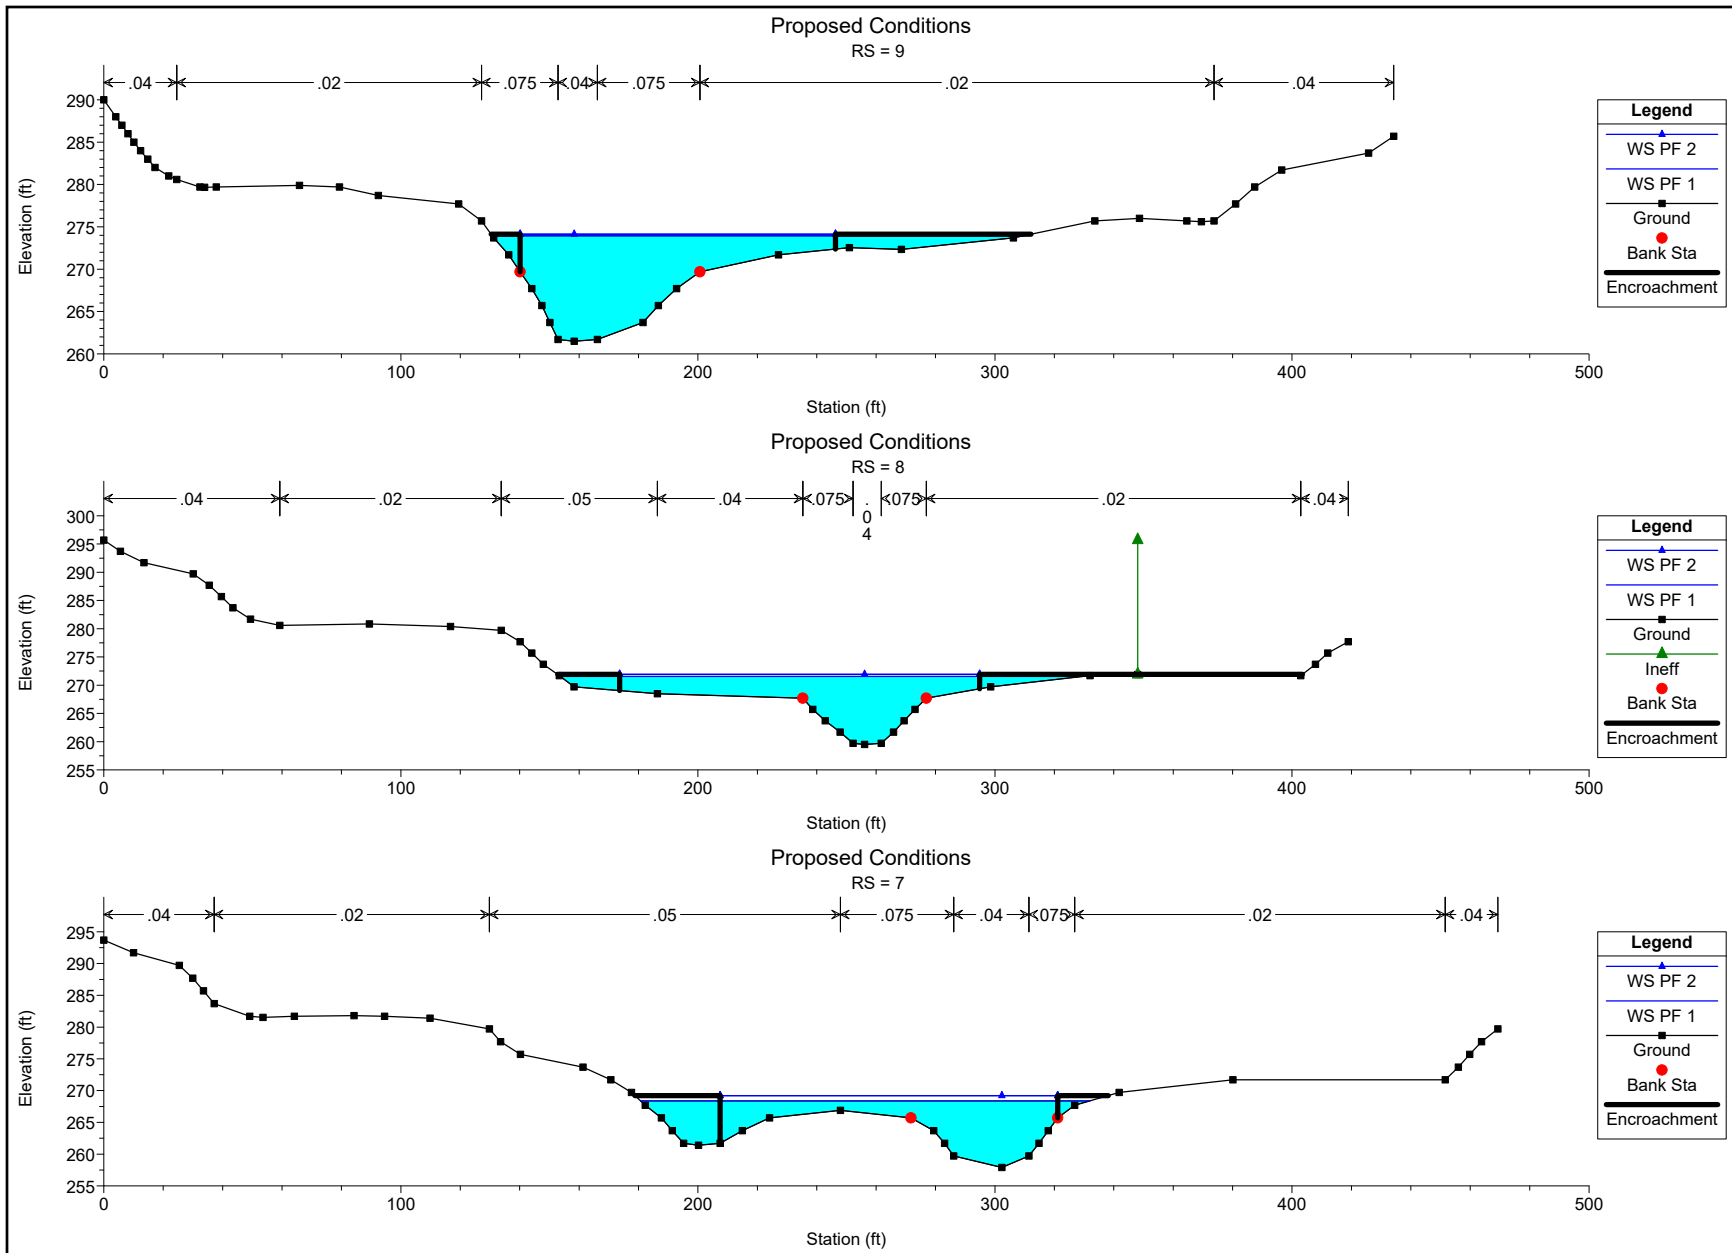 Proposed Conditions
RS = 9
.04 .02 .075 .04 .075 .02 .04
290
285
280
275
270
265
260
0 100 200 300 400 500
Elevation (ft)
Station (ft)
Legend
WS PF 2
WS PF 1
Ground
Bank Sta
Encroachment
Proposed Conditions
RS = 8
.04 .02 .05 .04 .075 .04 .075 .02 .04
300
295
290
285
280
275
270
265
260
255
0 100 200 300 400 500
Elevation (ft)
Station (ft)
Legend
WS PF 2
WS PF 1
Ground
Ineff
Bank Sta
Encroachment
Proposed Conditions
RS = 7
.04 .02 .05 .075 .04 .075 .02 .04
295
290
285
280
275
270
265
260
255
0 100 200 300 400 500
Elevation (ft)
Station (ft)
Legend
WS PF 2
WS PF 1
Ground
Bank Sta
Encroachment